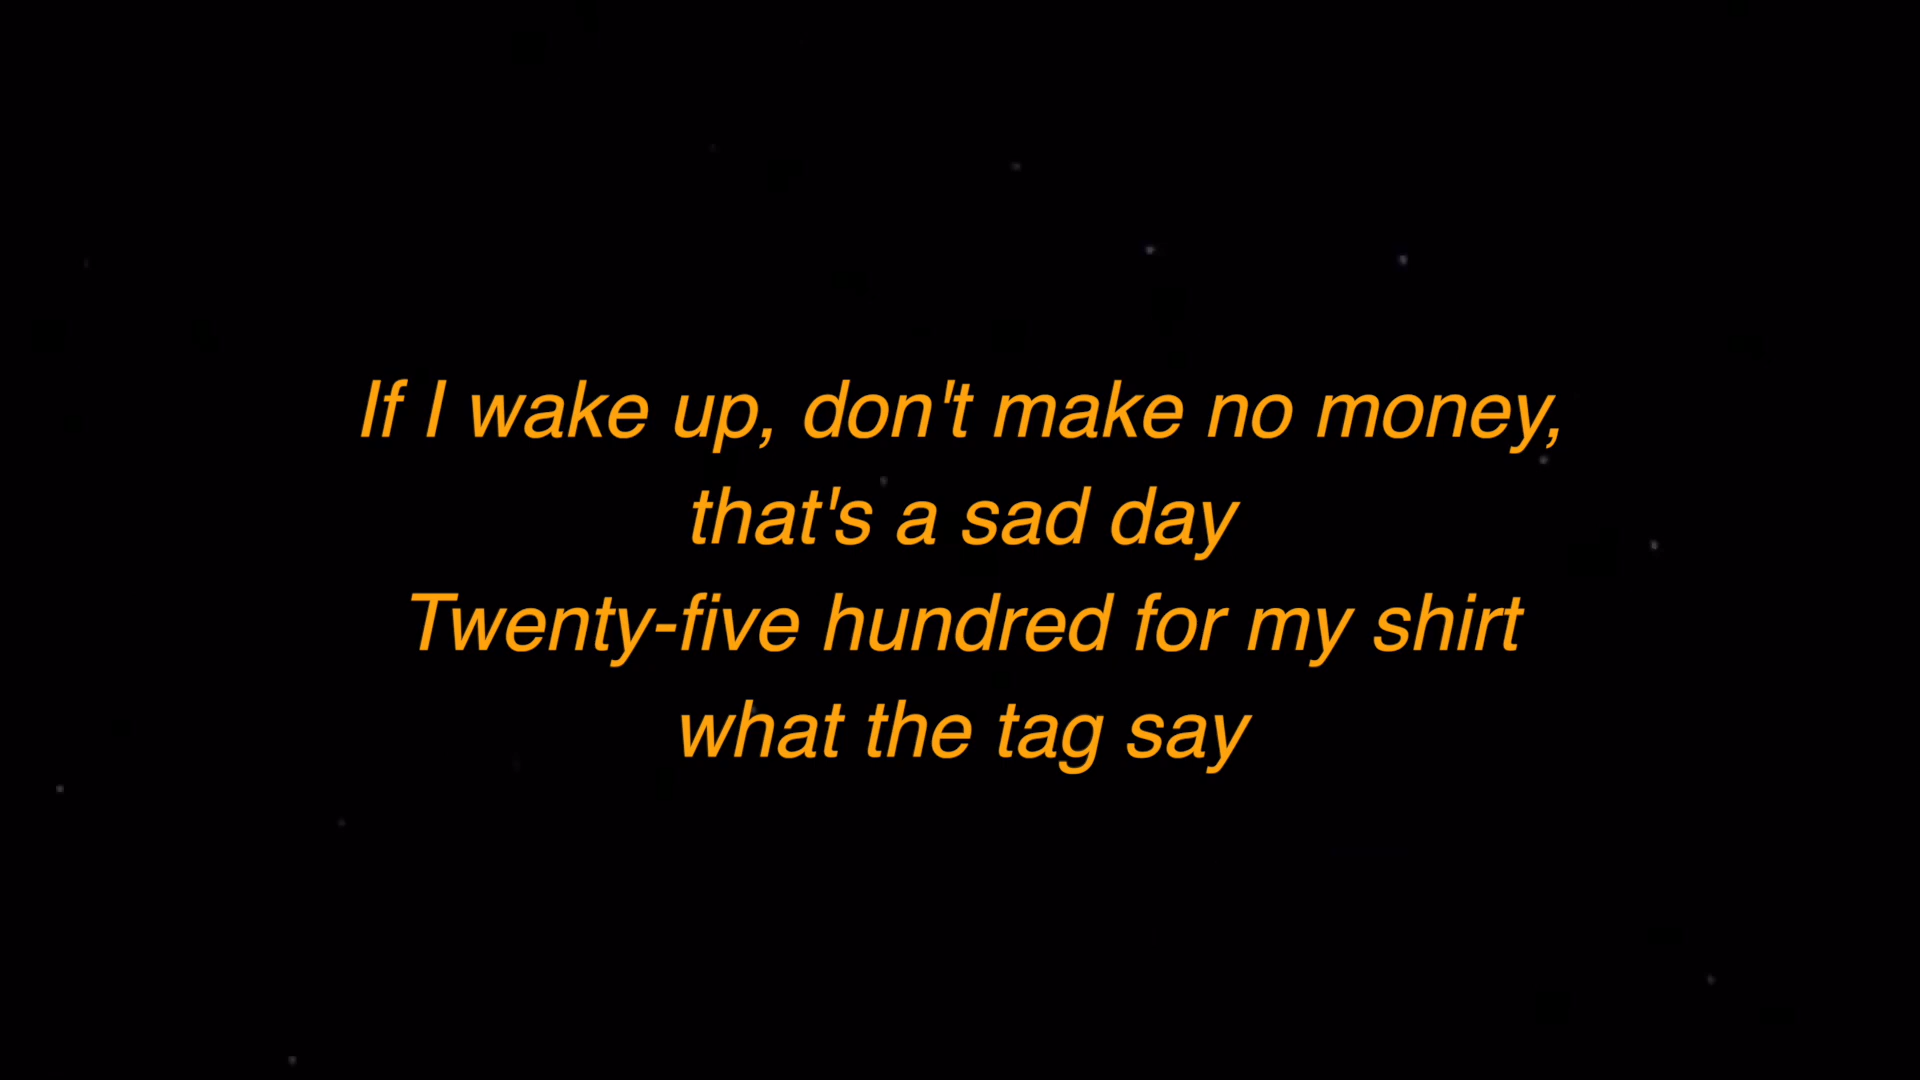 If I wake up, don't make no money,
that's a sad day
Twenty-five hundred for my shirt
what the tag say